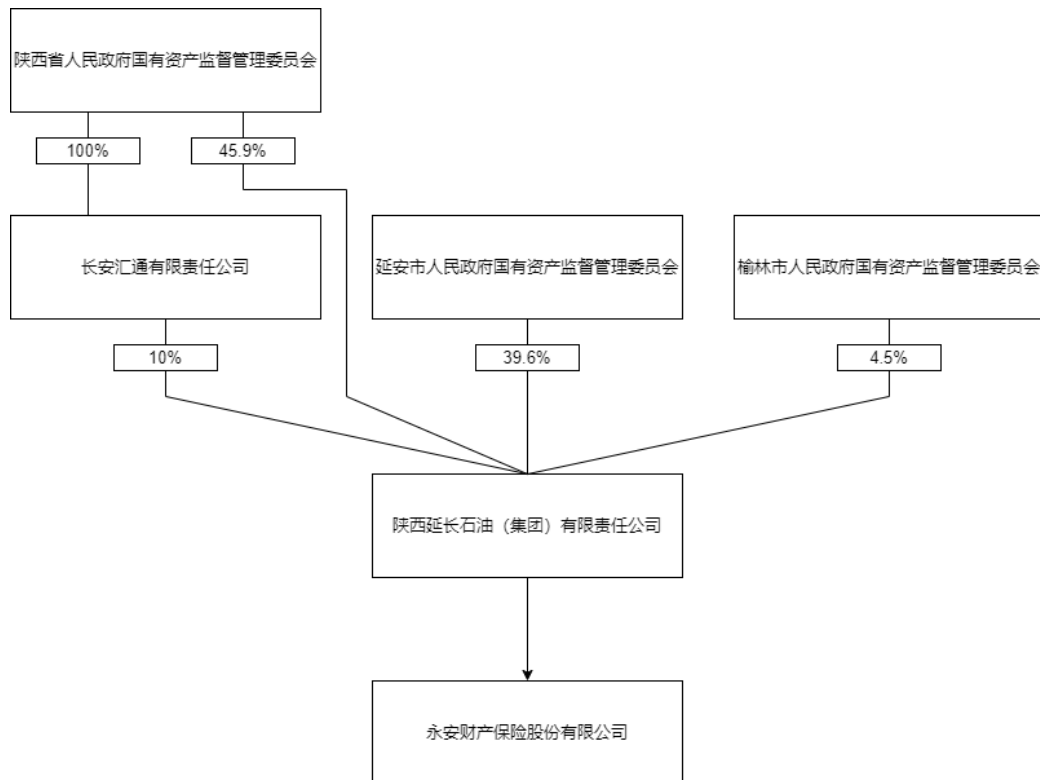 陕西省人民政府国有资产监督管理委员会
100%
45.9%
长安汇通有限责任公司
延安市人民政府国有资产监督管理委员会
榆林市人民政府国有资产监督管理委员会
10%
39.6%
4.5%
陕西延长石油（集团）有限责任公司
永安财产保险股份有限公司